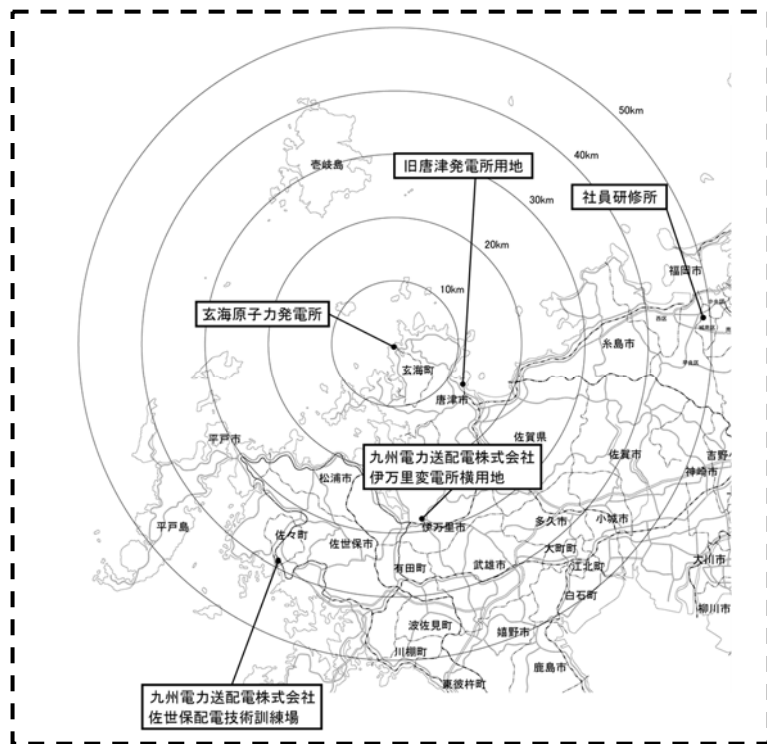 50km
40km
旧唐津発電所用地
壱岐島
30km
社員研修所
20km
福岡市
10km
玄海原子力発電所
西区
糸島市
玄海町
唐津市
佐賀県
平戸市
九州電力送配電株式会社
伊万里変電所横用地
佐賀市
吉野
神崎市
松浦市
平戸島
佐々町
佐世保市
伊万里市
多久市
小城市
大町町
有田町
武雄市
江北町
大川市
白石町
柳川市
波佐見町
嬉野市
川棚町
鹿島市
東彼杵町
九州電力送配電株式会社
佐世保配電技術訓練場